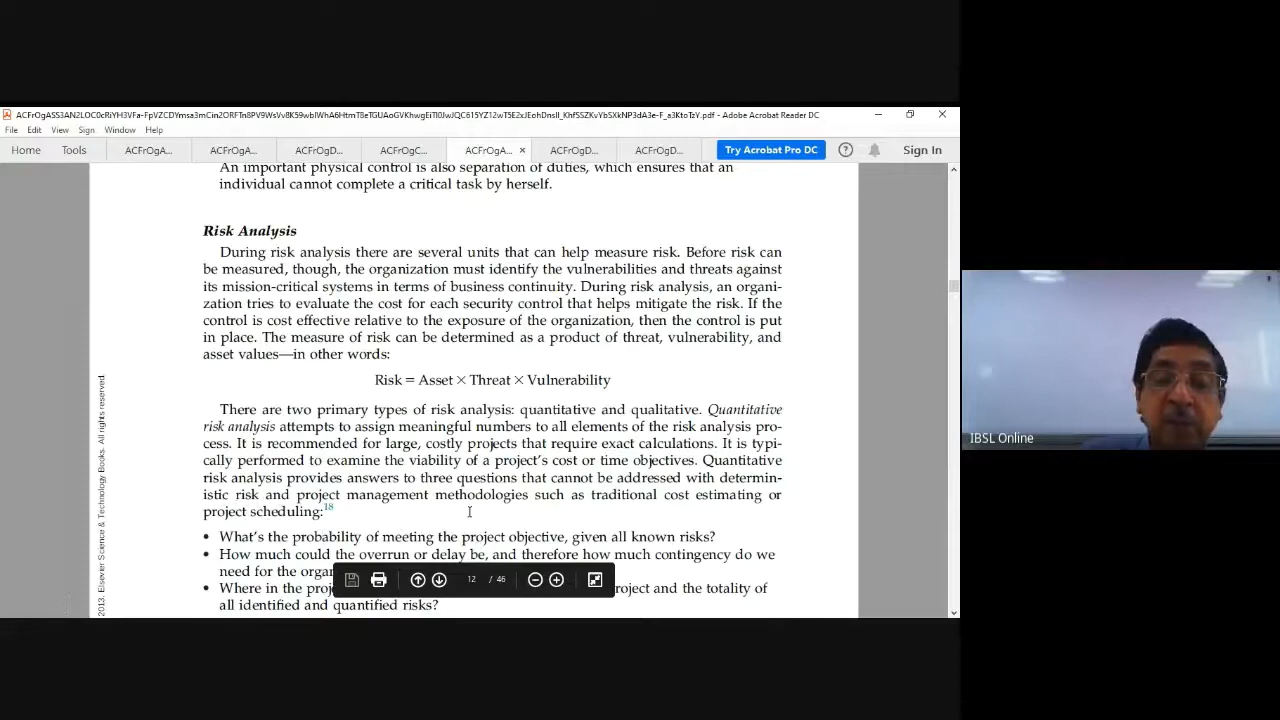 ACFrOgASS3AN2LOC0cRiYH3VFa-FpVZCDYmsa3mCin2ORFTn8PV9WsVv8K59wbIWhA6HtmT8eTGUAoGVKhwgEiTl0JwJQC615YZ12wT5E2xJEohDnsII_KhfSSZKvYbSXkNP3dA3e-F_a3KtoTzY.pdf - Adobe Acrobat Reader DC
File Edit View Sign Window Help
Home Tools ACFrOgA... ACFrOgA... ACFrOgD... ACFrOgC... ACFrOgA... × ACFrOgD... ACFrOgD... Try Acrobat Pro DC Sign In
An important physical control is also separation of duties, which ensures that an
individual cannot complete a critical task by herself.
Risk Analysis
During risk analysis there are several units that can help measure risk. Before risk can
be measured, though, the organization must identify the vulnerabilities and threats against
its mission-critical systems in terms of business continuity. During risk analysis, an organi-
zation tries to evaluate the cost for each security control that helps mitigate the risk. If the
control is cost effective relative to the exposure of the organization, then the control is put
in place. The measure of risk can be determined as a product of threat, vulnerability, and
asset values—in other words:
Risk = Asset × Threat × Vulnerability
There are two primary types of risk analysis: quantitative and qualitative. Quantitative
risk analysis attempts to assign meaningful numbers to all elements of the risk analysis pro-
cess. It is recommended for large, costly projects that require exact calculations. It is typi-
cally performed to examine the viability of a project's cost or time objectives. Quantitative
risk analysis provides answers to three questions that cannot be addressed with determin-
istic risk and project management methodologies such as traditional cost estimating or
project scheduling:18
• What's the probability of meeting the project objective, given all known risks?
• How much could the overrun or delay be, and therefore how much contingency do we
need for the organ
• Where in the proj roject and the totality of
all identified and quantified risks?
12 / 46
2013. Elsevier Science & Technology Books. All rights reserved.
IBSL Online